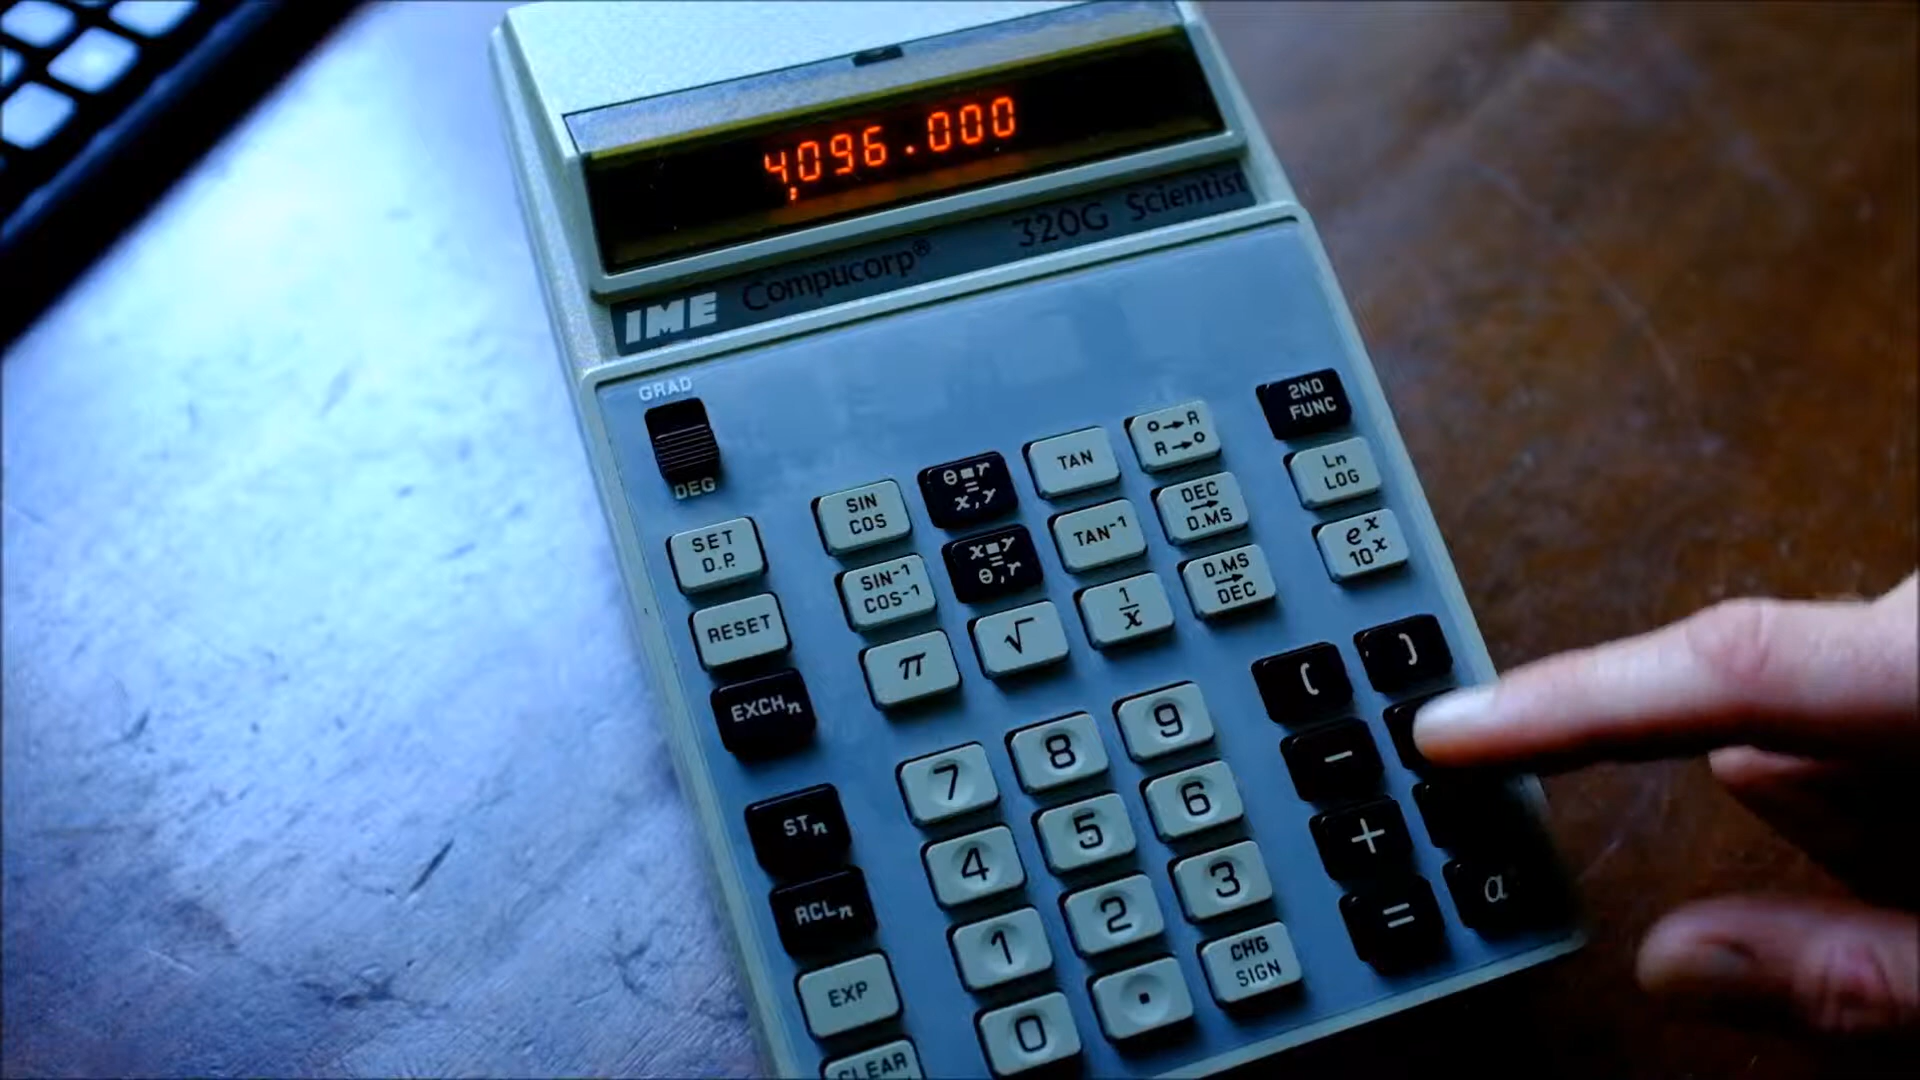 4,096.000
IME Compucorp® 320G Scientist
GRAD
DEG
2ND
FUNC
O→R
R→O
TAN
θ=r
x,y
SIN
COS
Ln
LOG
DEC
→
D.MS
TAN⁻¹
x=y
θ,r
SIN⁻¹
COS⁻¹
SET
D.P.
eˣ
10ˣ
D.MS
→
DEC
1
x
√
π
RESET
EXCHn
(
)
7
8
9
−
STn
4
5
6
+
RCLn
1
2
3
=
a
EXP
0
.
CHG
SIGN
CLEAR